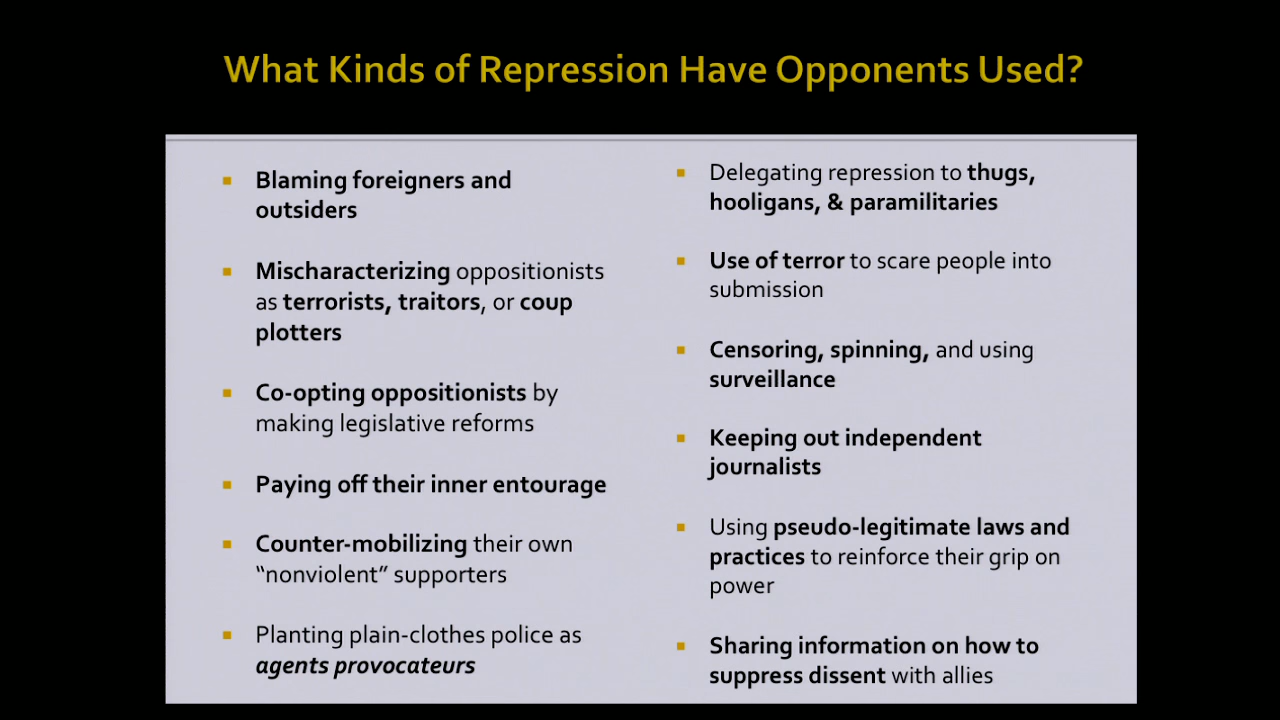 What Kinds of Repression Have Opponents Used?
▪ Blaming foreigners and
outsiders
▪ Mischaracterizing oppositionists
as terrorists, traitors, or coup
plotters
▪ Co-opting oppositionists by
making legislative reforms
▪ Paying off their inner entourage
▪ Counter-mobilizing their own
“nonviolent” supporters
▪ Planting plain-clothes police as
agents provocateurs
▪ Delegating repression to thugs,
hooligans, & paramilitaries
▪ Use of terror to scare people into
submission
▪ Censoring, spinning, and using
surveillance
▪ Keeping out independent
journalists
▪ Using pseudo-legitimate laws and
practices to reinforce their grip on
power
▪ Sharing information on how to
suppress dissent with allies